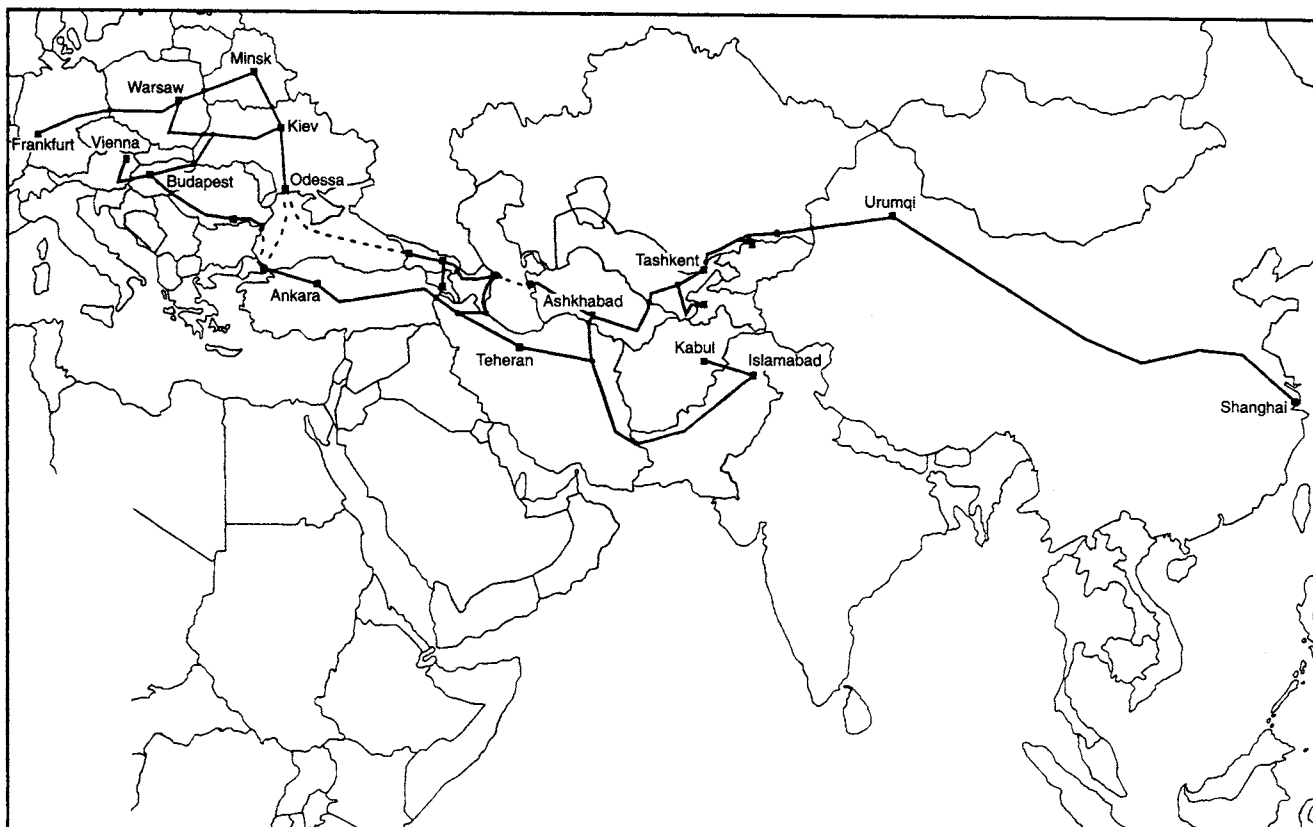 Minsk
Warsaw
Kiev
Frankfurt
Vienna
Budapest
Odessa
Urumqi
Tashkent
Ankara
Ashkhabad
Teheran
Kabul
Islamabad
Shanghai